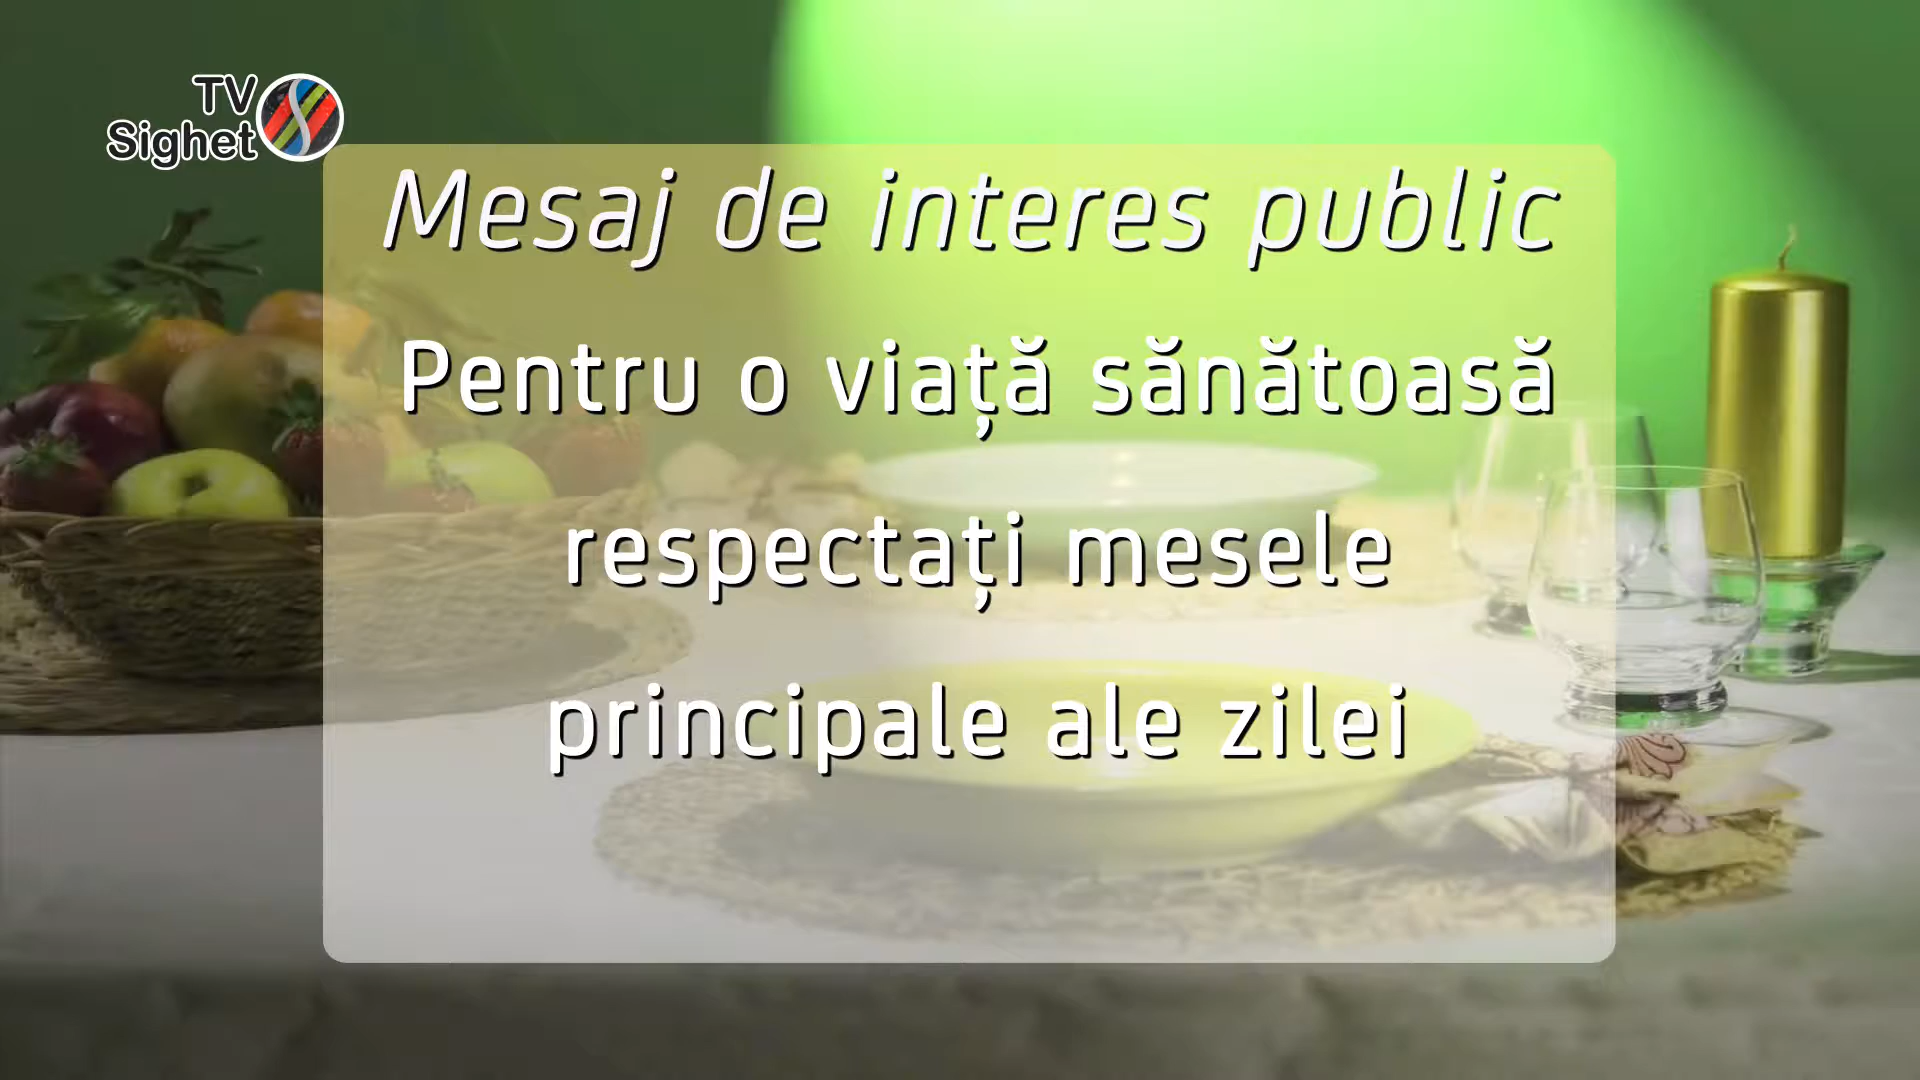 TV
Sighet
Mesaj de interes public
Pentru o viață sănătoasă
respectați mesele
principale ale zilei